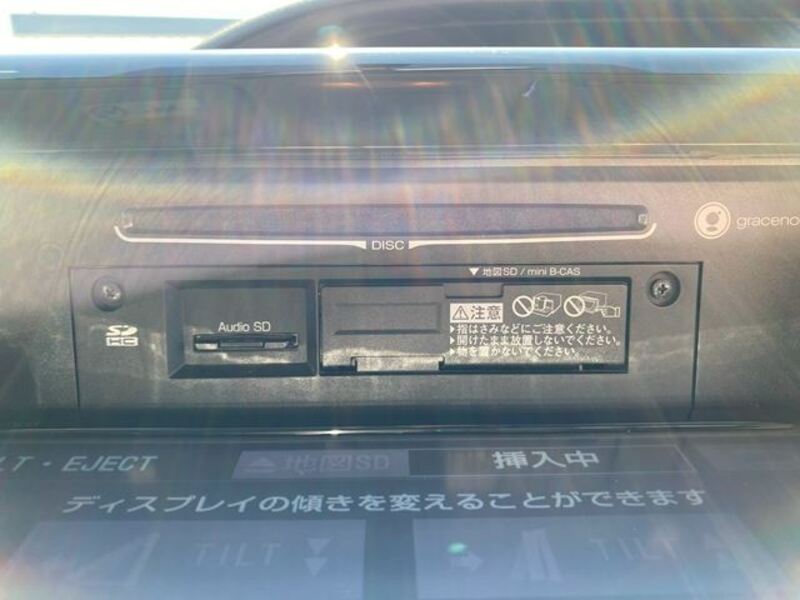 graceno
DISC
▼地図SD / mini B-CAS
SD HC
Audio SD
⚠注意
▶指はさみなどにご注意ください。
▶開けたまま放置しないでください。
▶物を置かないでください。
LT・EJECT
▲地図SD
挿入中
ディスプレイの傾きを変えることができます
TILT
TILT